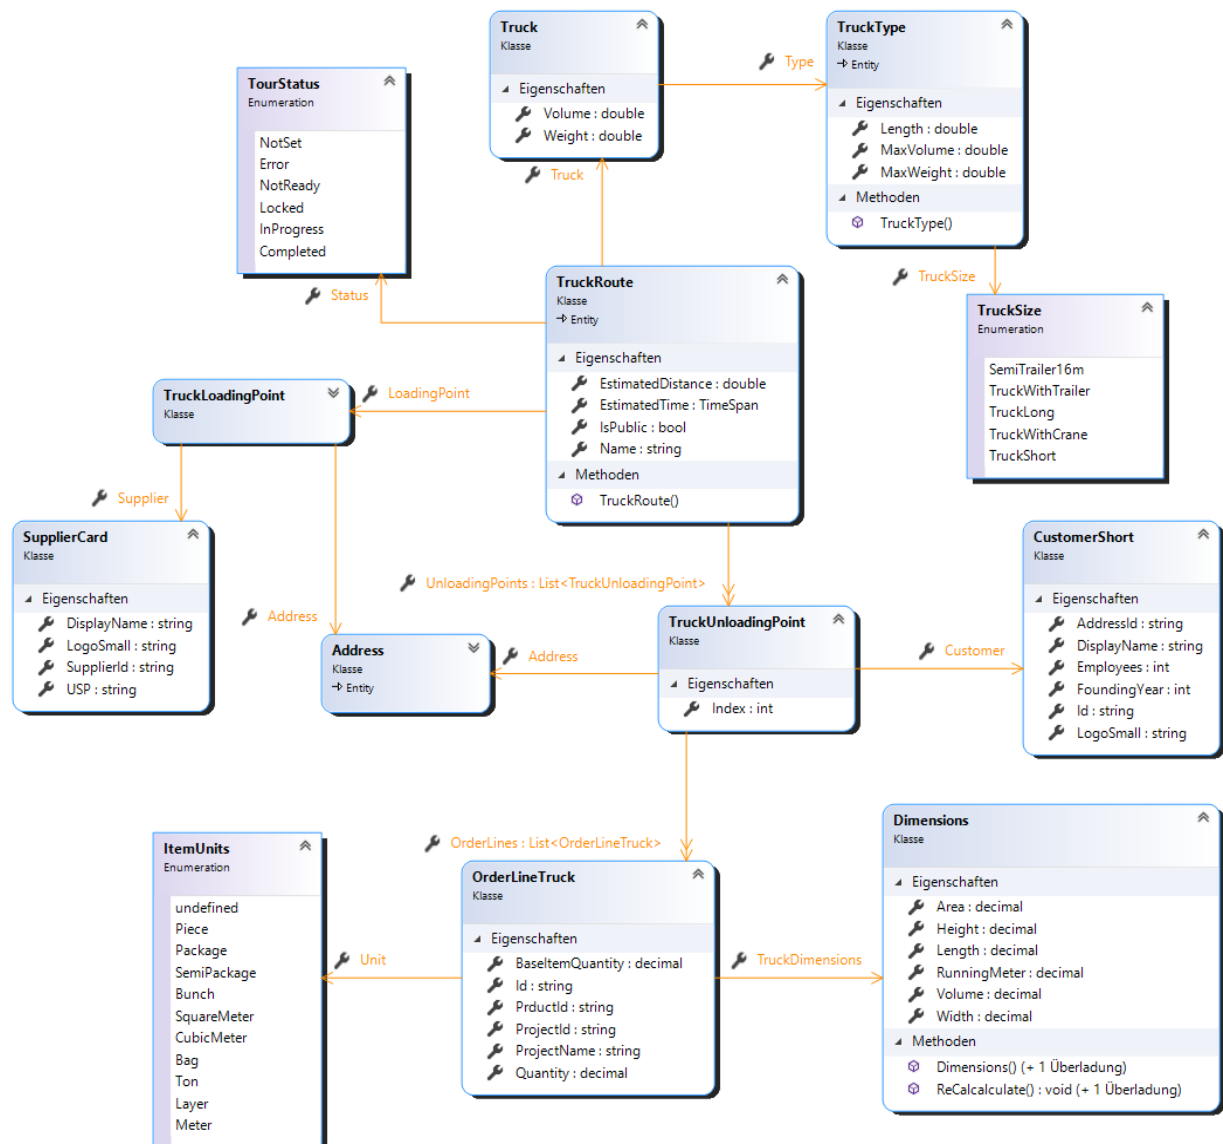 Truck
Klasse
Eigenschaften
Volume : double
Weight : double
Type
TruckType
Klasse
Entity
Eigenschaften
Length : double
MaxVolume : double
MaxWeight : double
Methoden
TruckType()
TourStatus
Enumeration
NotSet
Error
NotReady
Locked
InProgress
Completed
Truck
Status
TruckSize
TruckRoute
Klasse
Entity
Eigenschaften
EstimatedDistance : double
EstimatedTime : TimeSpan
IsPublic : bool
Name : string
Methoden
TruckRoute()
TruckSize
Enumeration
SemiTrailer16m
TruckWithTrailer
TruckLong
TruckWithCrane
TruckShort
TruckLoadingPoint
Klasse
LoadingPoint
Supplier
SupplierCard
Klasse
Eigenschaften
DisplayName : string
LogoSmall : string
SupplierId : string
USP : string
Address
UnloadingPoints : List<TruckUnloadingPoint>
Address
Klasse
Entity
Address
TruckUnloadingPoint
Klasse
Eigenschaften
Index : int
Customer
CustomerShort
Klasse
Eigenschaften
AddressId : string
DisplayName : string
Employees : int
FoundingYear : int
Id : string
LogoSmall : string
OrderLines : List<OrderLineTruck>
ItemUnits
Enumeration
undefined
Piece
Package
SemiPackage
Bunch
SquareMeter
CubicMeter
Bag
Ton
Layer
Meter
Unit
OrderLineTruck
Klasse
Eigenschaften
BaseItemQuantity : decimal
Id : string
PrductId : string
ProjectId : string
ProjectName : string
Quantity : decimal
TruckDimensions
Dimensions
Klasse
Eigenschaften
Area : decimal
Height : decimal
Length : decimal
RunningMeter : decimal
Volume : decimal
Width : decimal
Methoden
Dimensions() (+ 1 Überladung)
ReCalcalculate() : void (+ 1 Überladung)